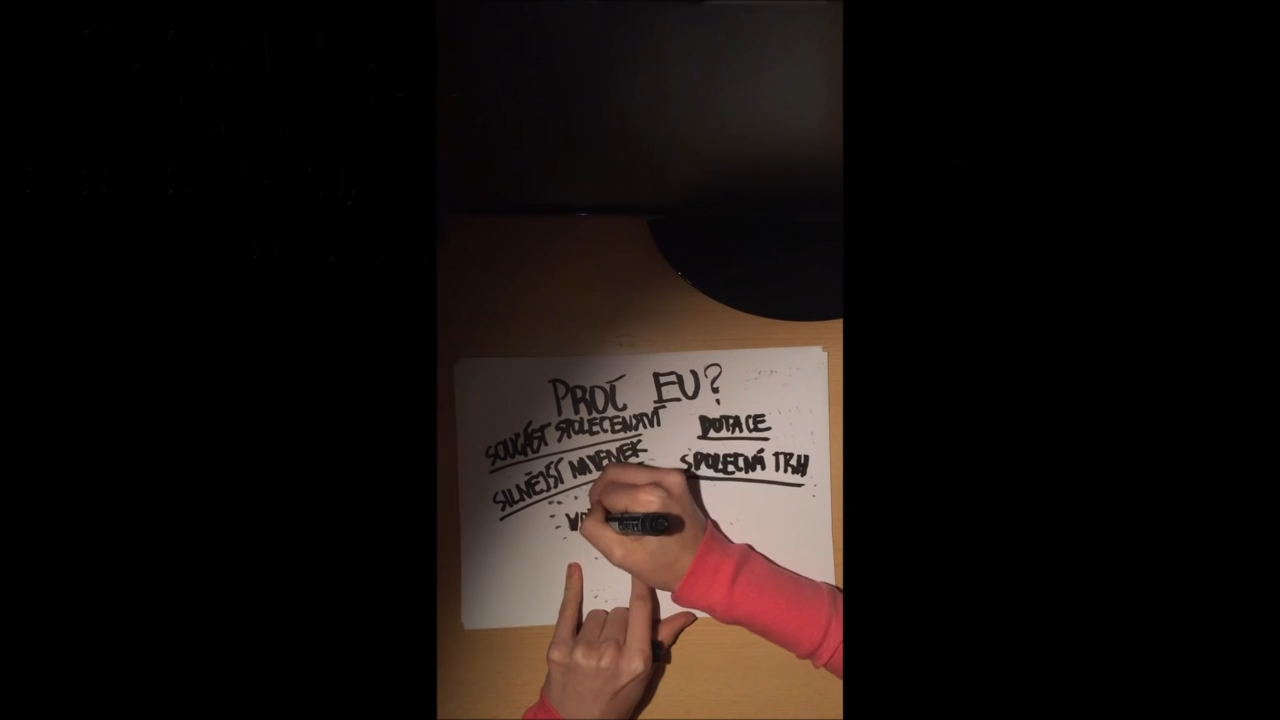 PROČ EU?
SOUČÁST SPOLEČENSTVÍ
SILNĚJŠÍ NAVENEK
DOTACE
SPOLEČNÁ TRH